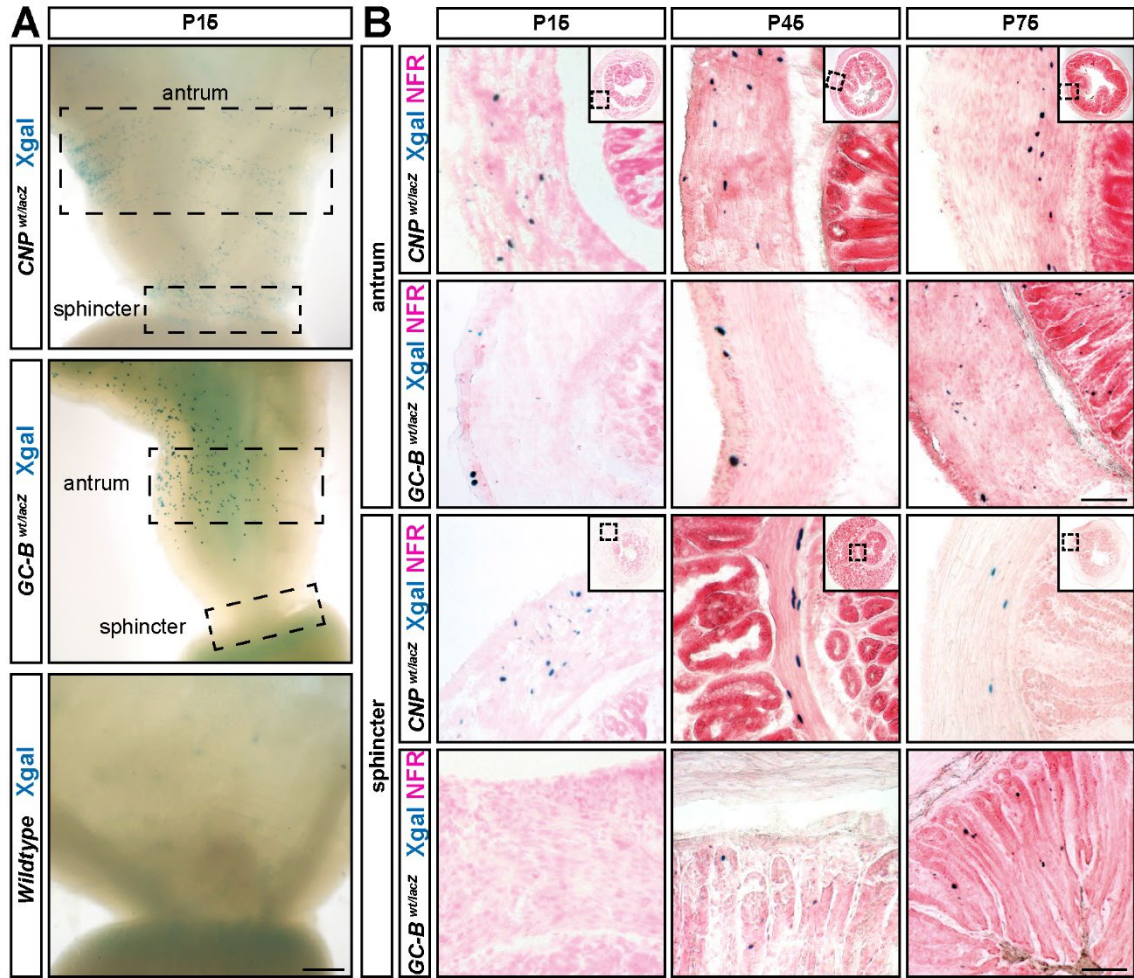 A
P15
CNP wt/lacZ Xgal
antrum
sphincter
GC-B wt/lacZ Xgal
antrum
sphincter
Wildtype Xgal
B
P15
P45
P75
antrum
CNP wt/lacZ Xgal NFR
GC-B wt/lacZ Xgal NFR
sphincter
CNP wt/lacZ Xgal NFR
GC-B wt/lacZ Xgal NFR